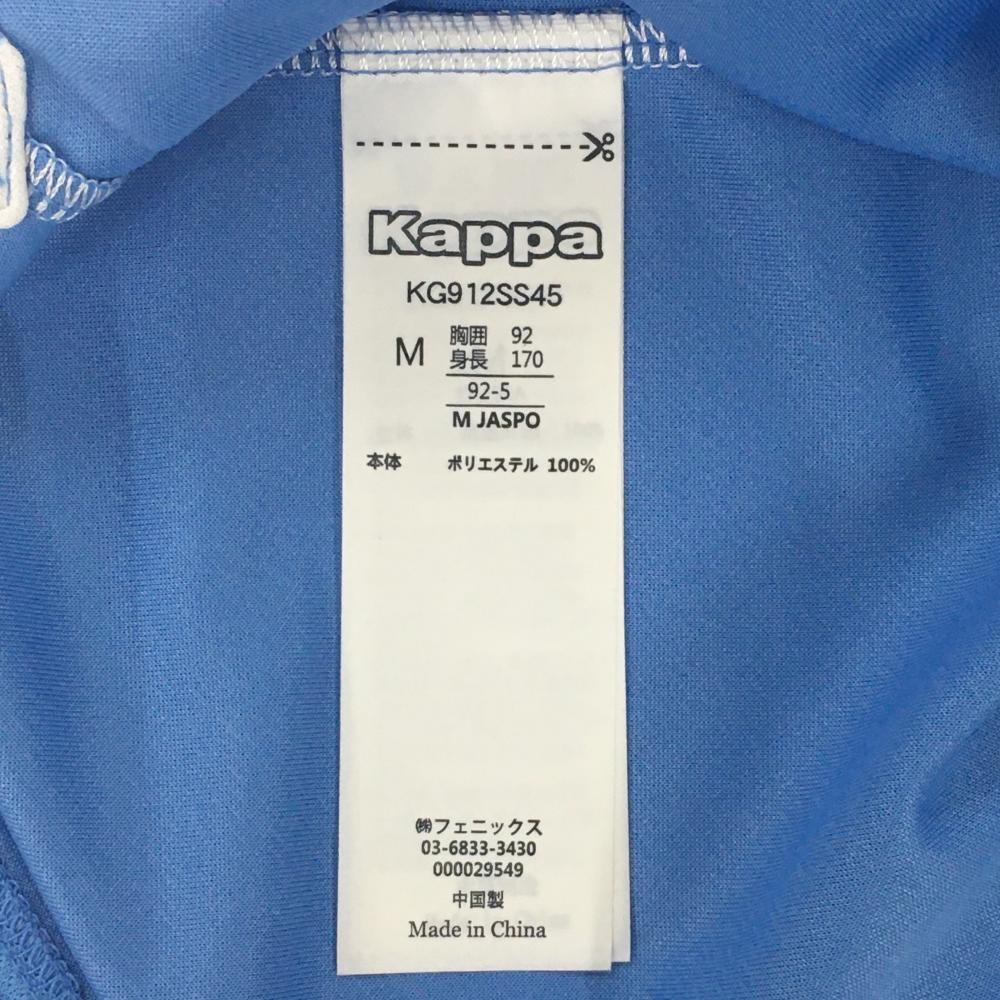 Kappa
KG912SS45
M 胸囲 92
身長 170
92-5
M JASPO
本体 ポリエステル 100%
㈱フェニックス
03-6833-3430
000029549
中国製
Made in China